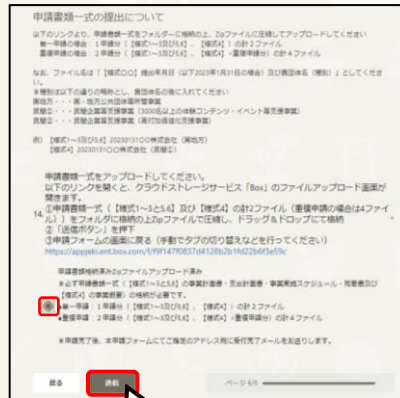 申請書類一式の提出について
以下のリンクより、申請書類一式をフォルダーに格納の上、Zipファイルに圧縮してアップロードしてください
単一申請の場合：1申請分（【様式1～3及び5,6】、【様式4】）の計2ファイル
重複申請の場合：2申請分（【様式1～3及び5,6】、【様式4】×重複申請分）の計4ファイル
なお、ファイル名は「【様式〇〇】提出年月日（以下2023年1月31日の場合）及び貴団体名（種別）」としてください。
※種別は以下の通りの略称とし、貴団体名の後に入れてください
国地方・・・国・地方公共団体等所管事業
民間①・・・民間企業等支援事業（3000名以上の体験コンテンツ・イベント等支援事業）
民間②・・・民間企業等支援事業（高付加価値化支援事業）
例）【様式1～3及び5,6】20230131〇〇株式会社（国地方）
【様式4】20230131〇〇株式会社（民間①）
申請書類一式をアップロードしてください。
以下のリンクを開くと、クラウドストレージサービス「Box」のファイルアップロード画面が開きます。
14. ①申請書類一式（【様式1～3と5,6】及び【様式4】の計2ファイル（重複申請の場合は4ファイル））をフォルダに格納の上Zipファイルで圧縮し、ドラッグ＆ドロップにて格納
②「送信ボタン」を押下
③申請フォームの画面に戻る（手動でタブの切り替えなどを行ってください）
申請書類格納済みZipファイルアップロード済み
※必ず申請書類一式（【様式1～3と5,6】の事業計画書・支出計画書・事業実施スケジュール・同意書及び
【様式4】の事業概要）の格納が必要です。
●単一申請：1申請分（【様式1～3及び5,6】、【様式4】）の計2ファイル
●重複申請：2申請分（【様式1～3及び5,6】、【様式4】×重複申請分）の計4ファイル
※申請完了後、本申請フォームにてご指定のアドレス宛に受付完了メールをお送りします。
戻る 送信 ページ 6/6